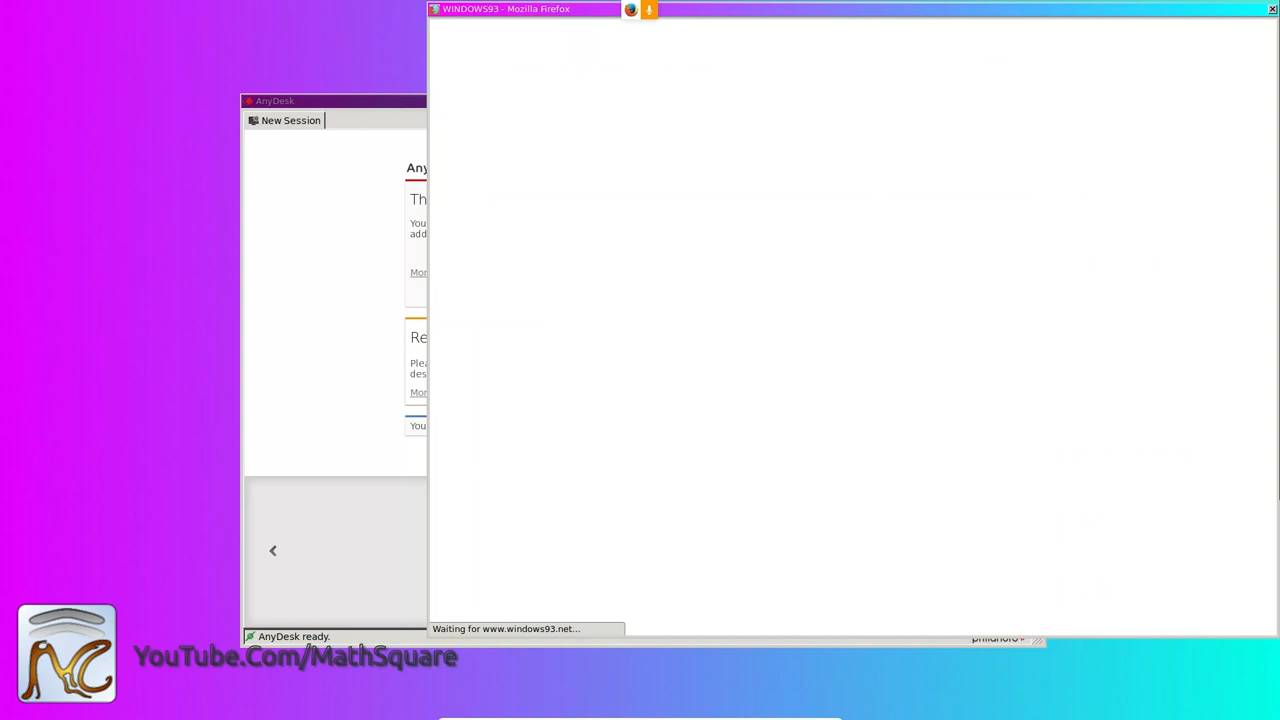 WINDOWS93 - Mozilla Firefox
AnyDesk
New Session
Any
Th
You
add
Mor
Re
Plea
des
Mor
You
Waiting for www.windows93.net...
AnyDesk ready.
YouTube.Com/MathSquare